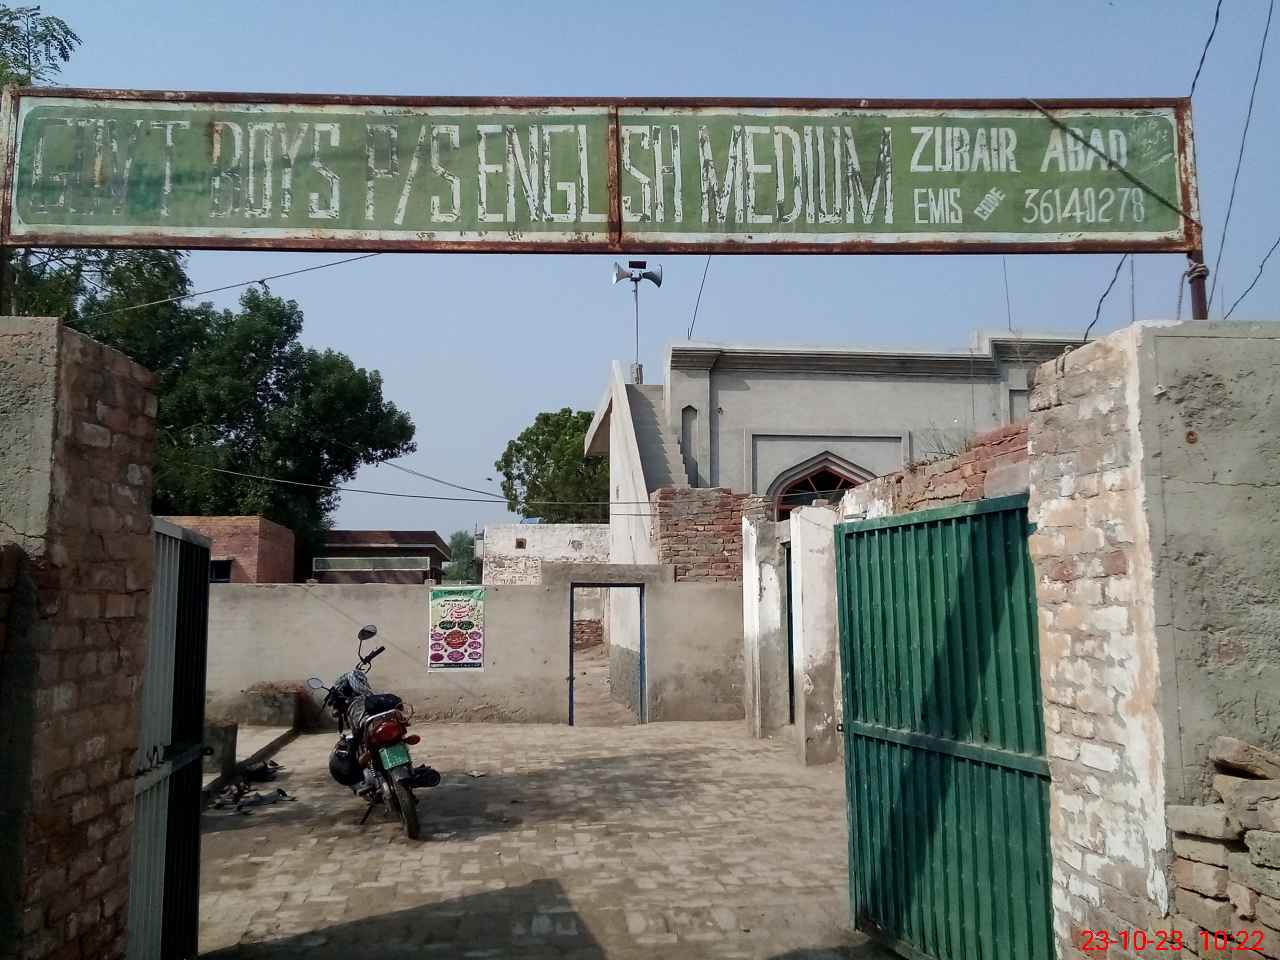 GOVT BOYS P/S ENGLISH MEDIUM ZUBAIR ABAD
EMIS CODE 36140278
23-10-23 10:22